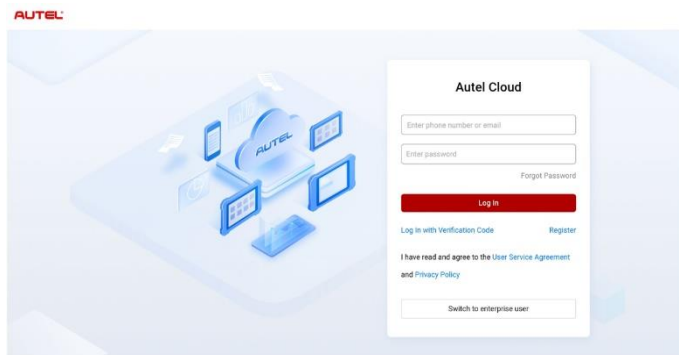 AUTEL
AUTEL
Autel Cloud
Enter phone number or email
Enter password
Forgot Password
Log In
Log In with Verification Code
Register
I have read and agree to the User Service Agreement
and Privacy Policy
Switch to enterprise user